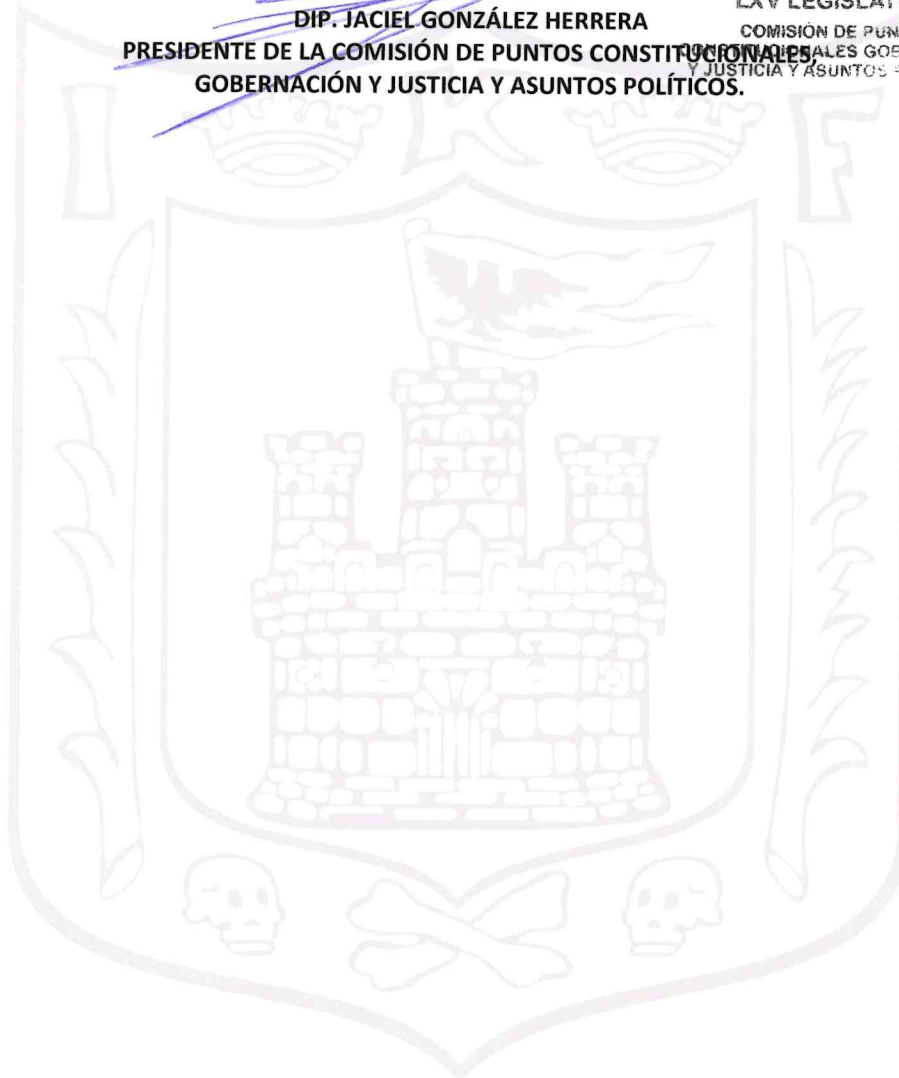 DIP. JACIEL GONZÁLEZ HERRERA
PRESIDENTE DE LA COMISIÓN DE PUNTOS CONSTITUCIONALES,
GOBERNACIÓN Y JUSTICIA Y ASUNTOS POLÍTICOS.
COMISIÓN DE
Y JUSTICIA Y ASUNTOS
I K F